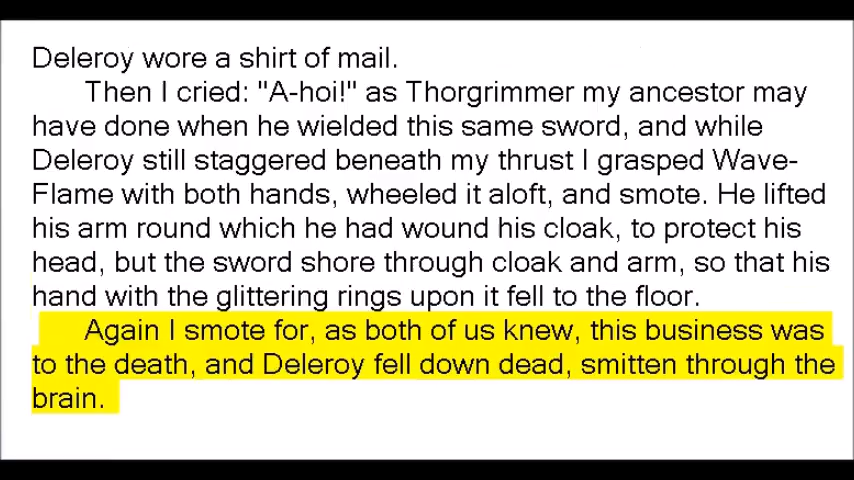 Deleroy wore a shirt of mail.
Then I cried: "A-hoi!" as Thorgrimmer my ancestor may
have done when he wielded this same sword, and while
Deleroy still staggered beneath my thrust I grasped Wave-
Flame with both hands, wheeled it aloft, and smote. He lifted
his arm round which he had wound his cloak, to protect his
head, but the sword shore through cloak and arm, so that his
hand with the glittering rings upon it fell to the floor.
Again I smote for, as both of us knew, this business was
to the death, and Deleroy fell down dead, smitten through the
brain.